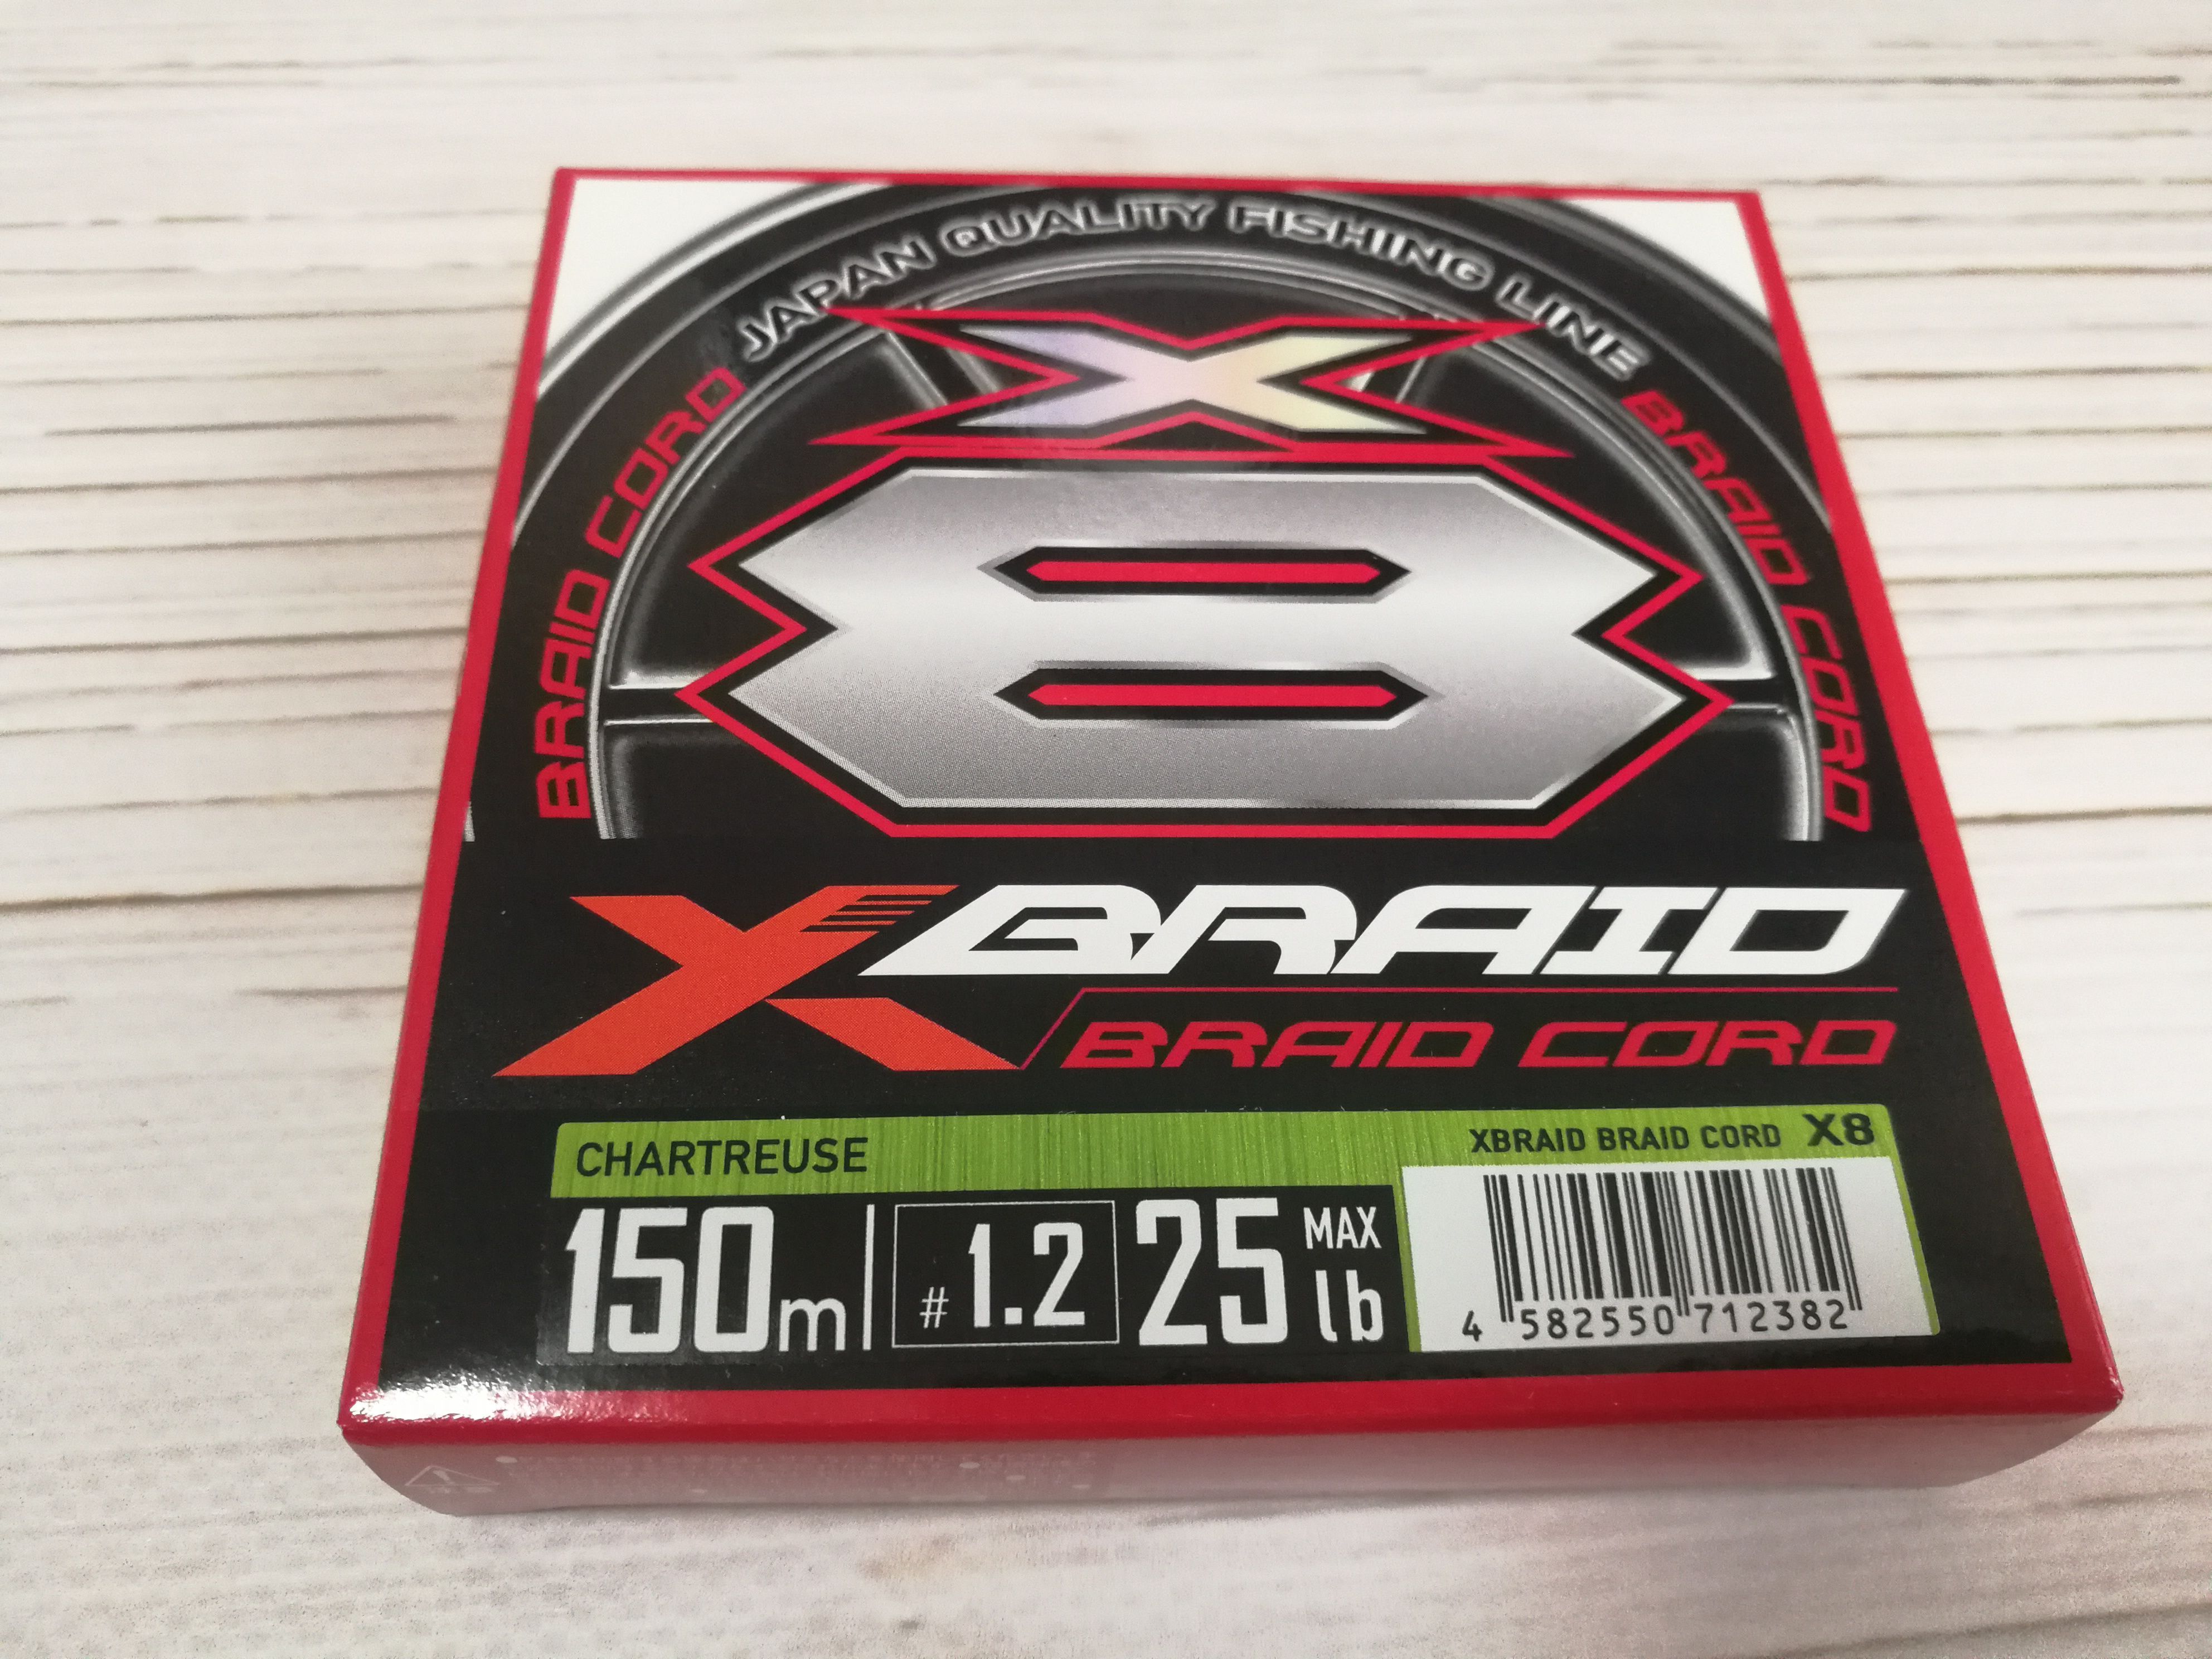 BRAID CORD JAPAN QUALITY FISHING LINE BRAID CORD
X
8
XBRAID
BRAID CORD
CHARTREUSE
XBRAID BRAID CORD X8
150m #1.2 25 MAX lb
4 582550 712382